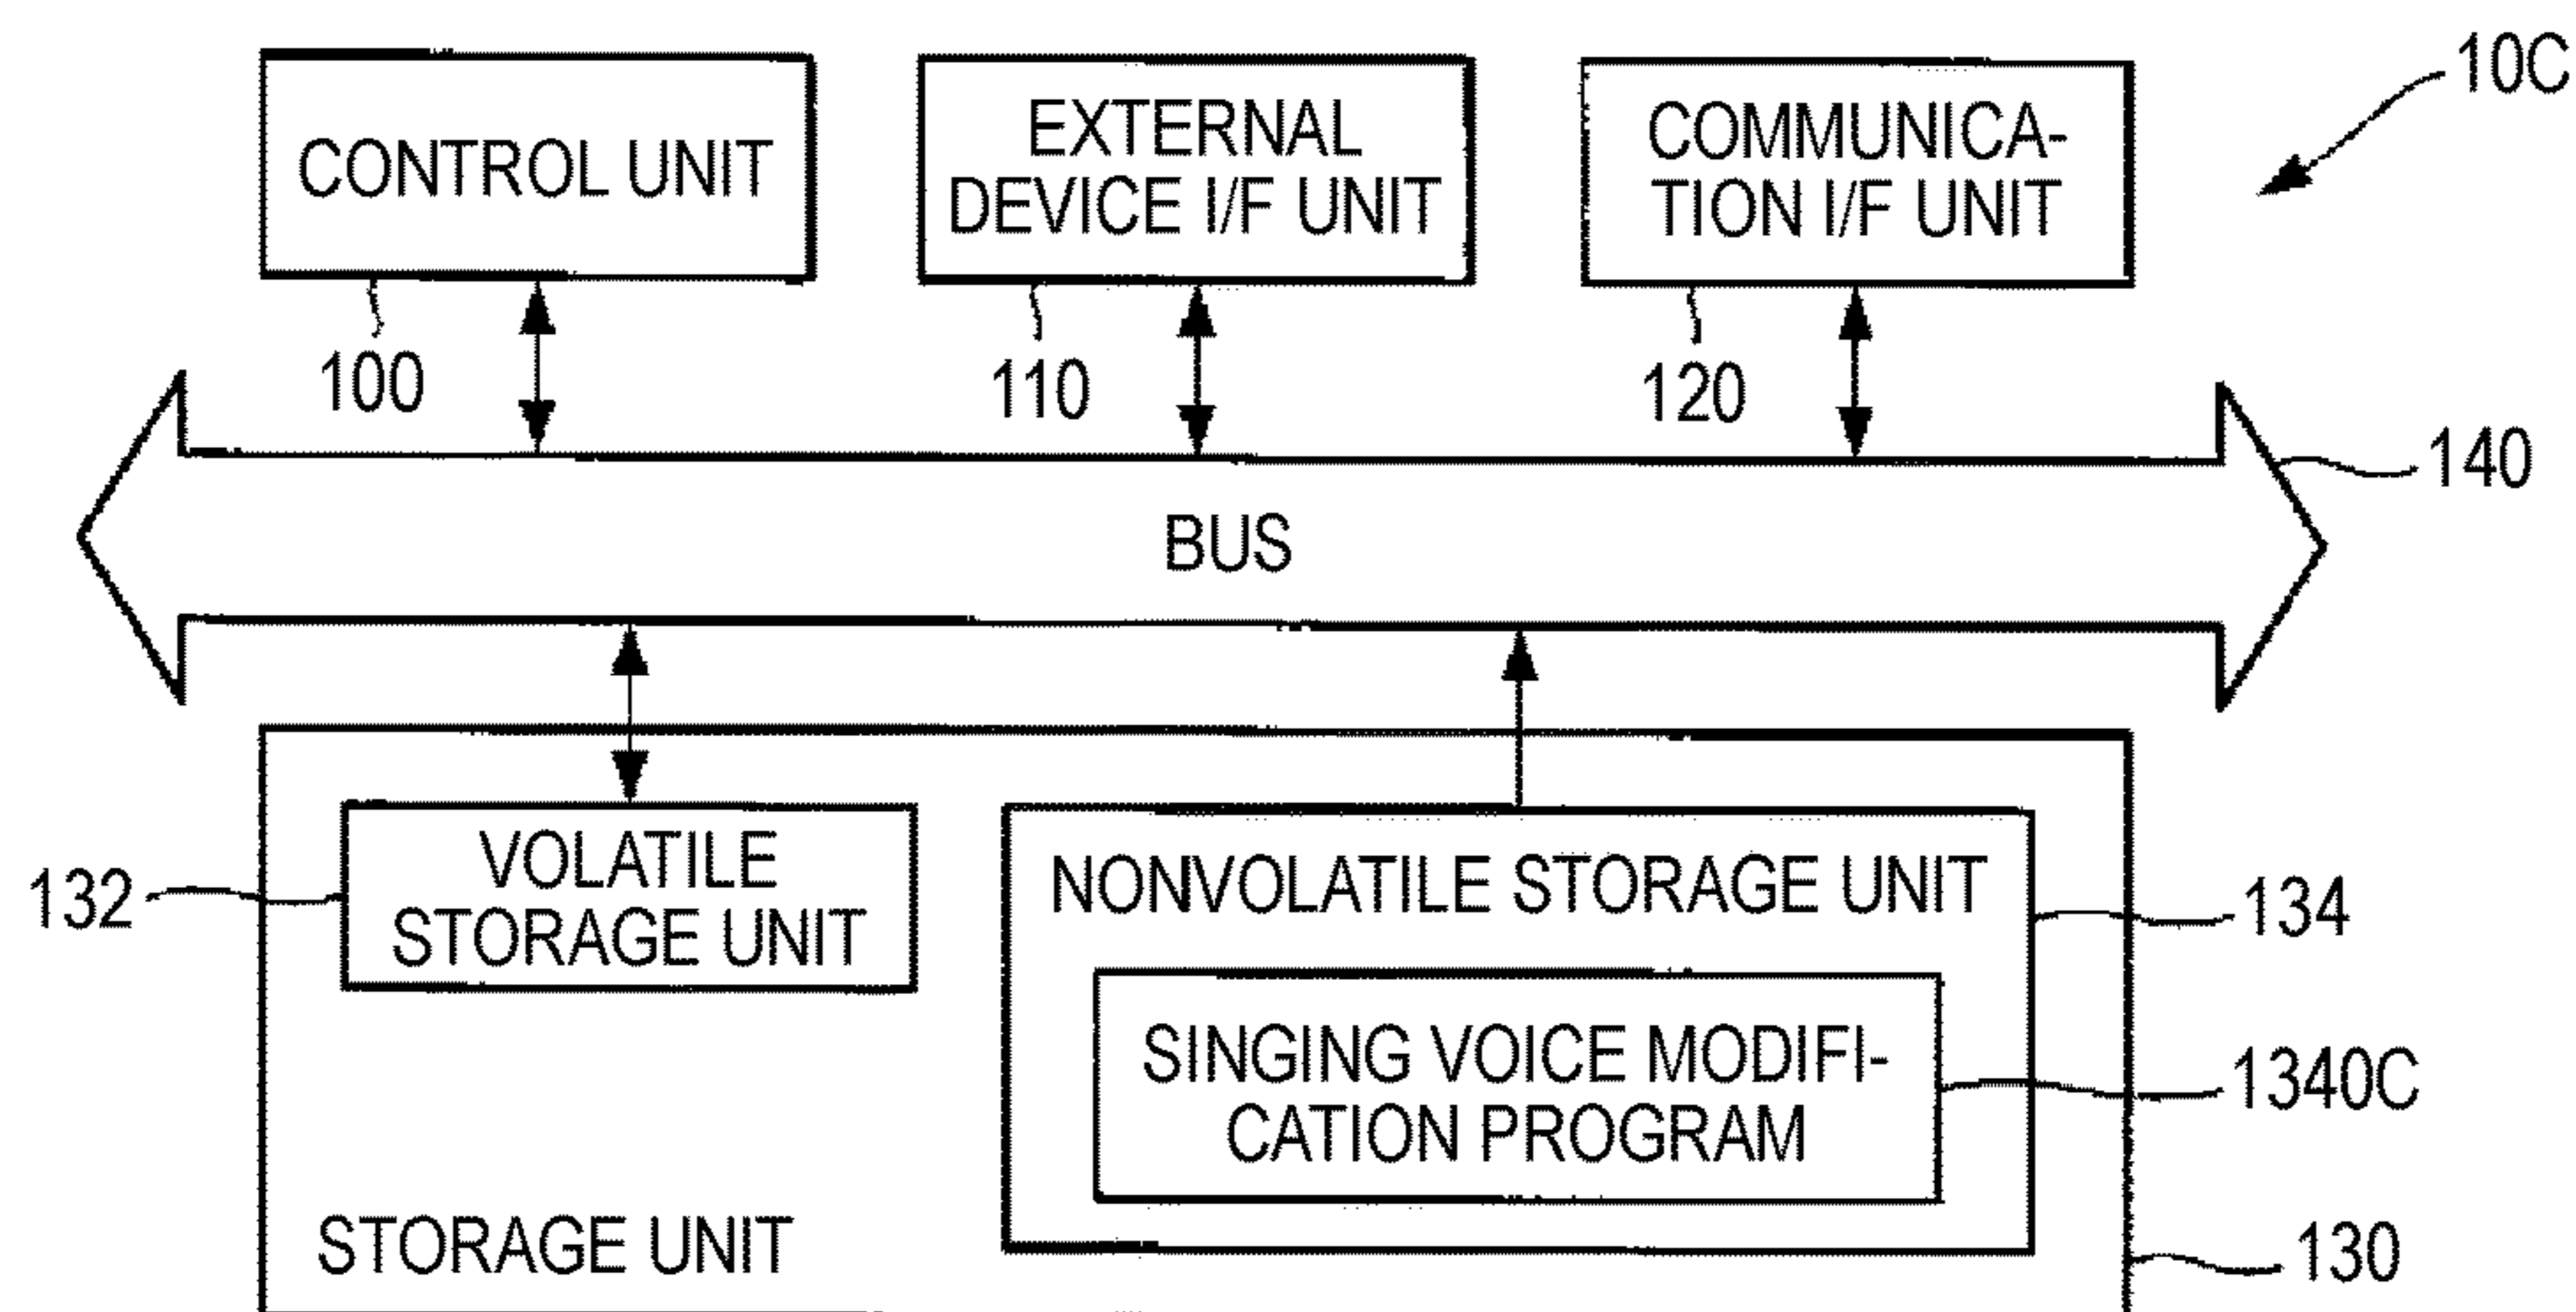 10C
CONTROL UNIT
EXTERNAL
DEVICE I/F UNIT
COMMUNICA-
TION I/F UNIT
100
110
120
140
BUS
132
VOLATILE
STORAGE UNIT
NONVOLATILE STORAGE UNIT
134
SINGING VOICE MODIFI-
CATION PROGRAM
1340C
STORAGE UNIT
130